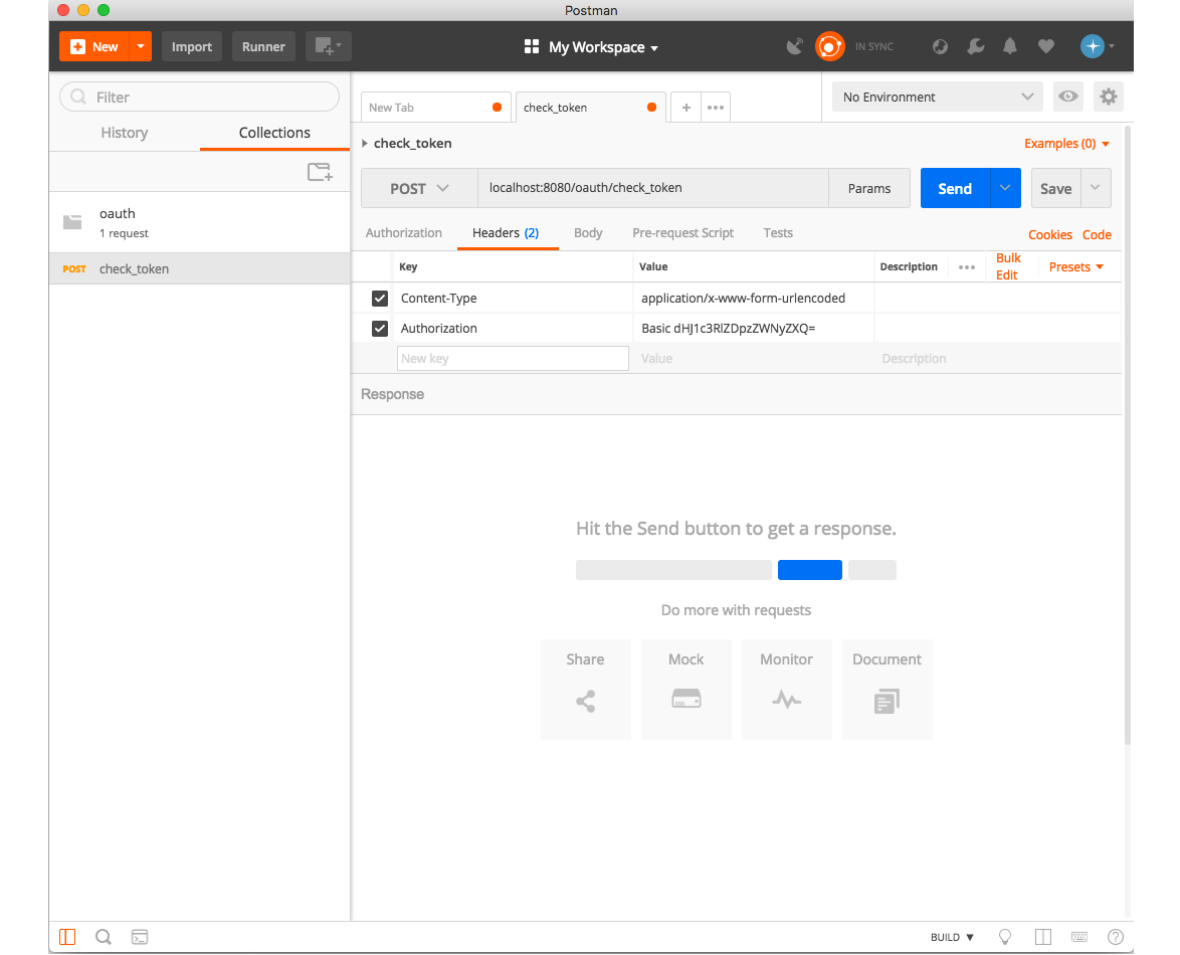 Postman
New Import Runner My Workspace IN SYNC
Filter
History Collections
oauth
1 request
POST check_token
New Tab check_token + No Environment
check_token Examples (0)
POST localhost:8080/oauth/check_token Params Send Save
Authorization Headers (2) Body Pre-request Script Tests Cookies Code
Key Value Description Bulk Edit Presets
Content-Type application/x-www-form-urlencoded
Authorization Basic dHJ1c3RlZDpzZWNyZXQ=
New key Value Description
Response
Hit the Send button to get a response.
Do more with requests
Share Mock Monitor Document
BUILD